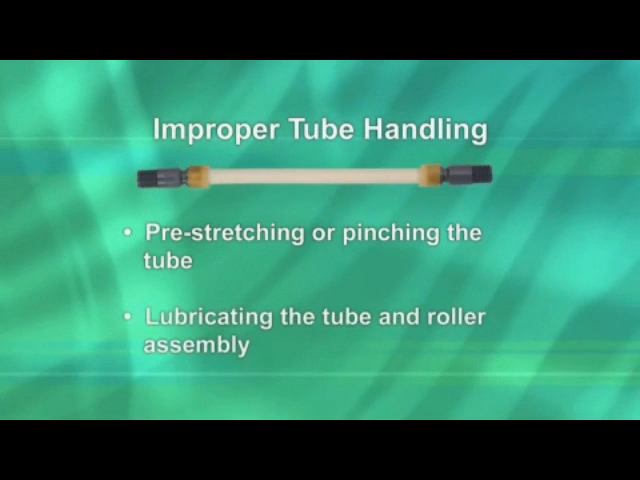 Improper Tube Handling
• Pre-stretching or pinching the
tube
• Lubricating the tube and roller
assembly